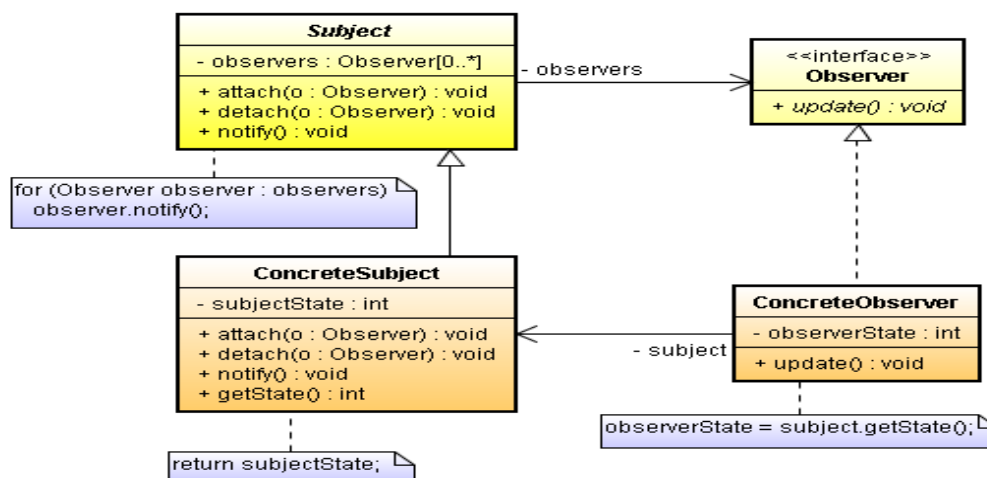 Subject
- observers : Observer[0..*]
+ attach(o : Observer) : void
+ detach(o : Observer) : void
+ notify() : void
- observers
<<interface>>
Observer
+ update() : void
for (Observer observer : observers)
observer.notify();
ConcreteSubject
- subjectState : int
+ attach(o : Observer) : void
+ detach(o : Observer) : void
+ notify() : void
+ getState() : int
- subject
ConcreteObserver
- observerState : int
+ update() : void
observerState = subject.getState();
return subjectState;